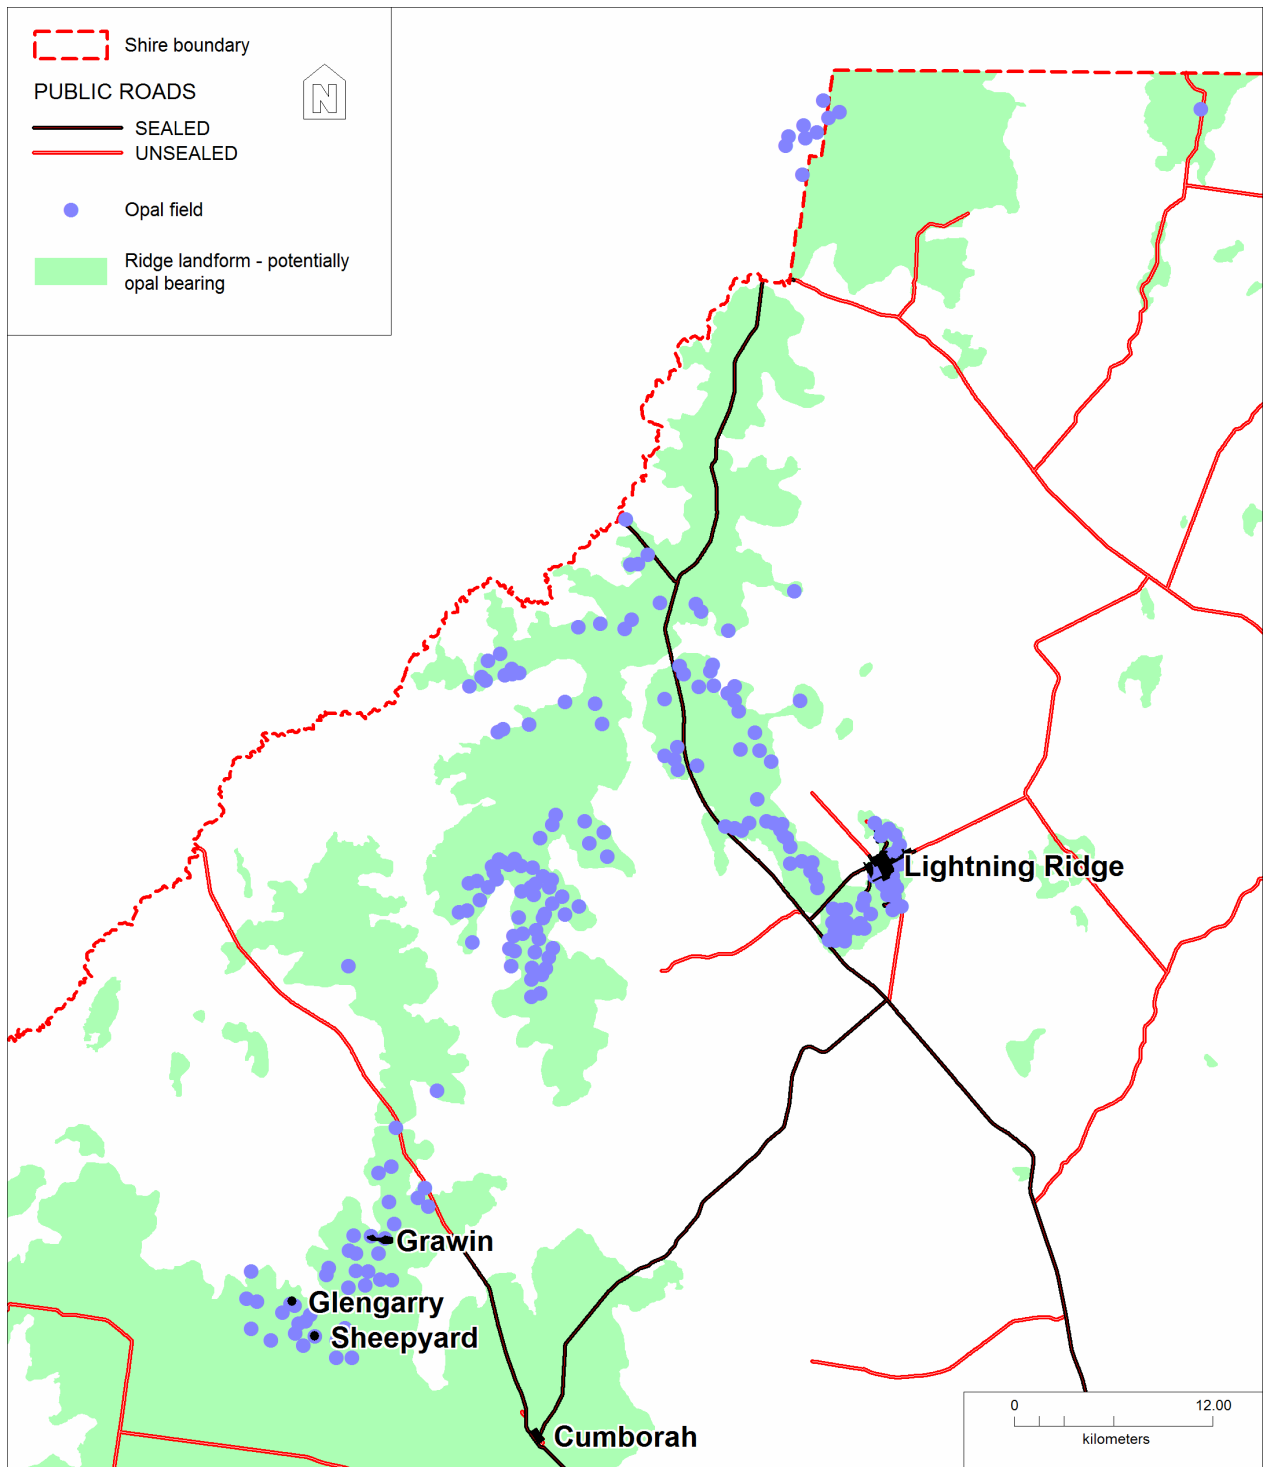 Shire boundary
PUBLIC ROADS
N
SEALED
UNSEALED
Opal field
Ridge landform - potentially
opal bearing
Lightning Ridge
Grawin
Glengarry
Sheepyard
Cumborah
0 12.00
kilometers